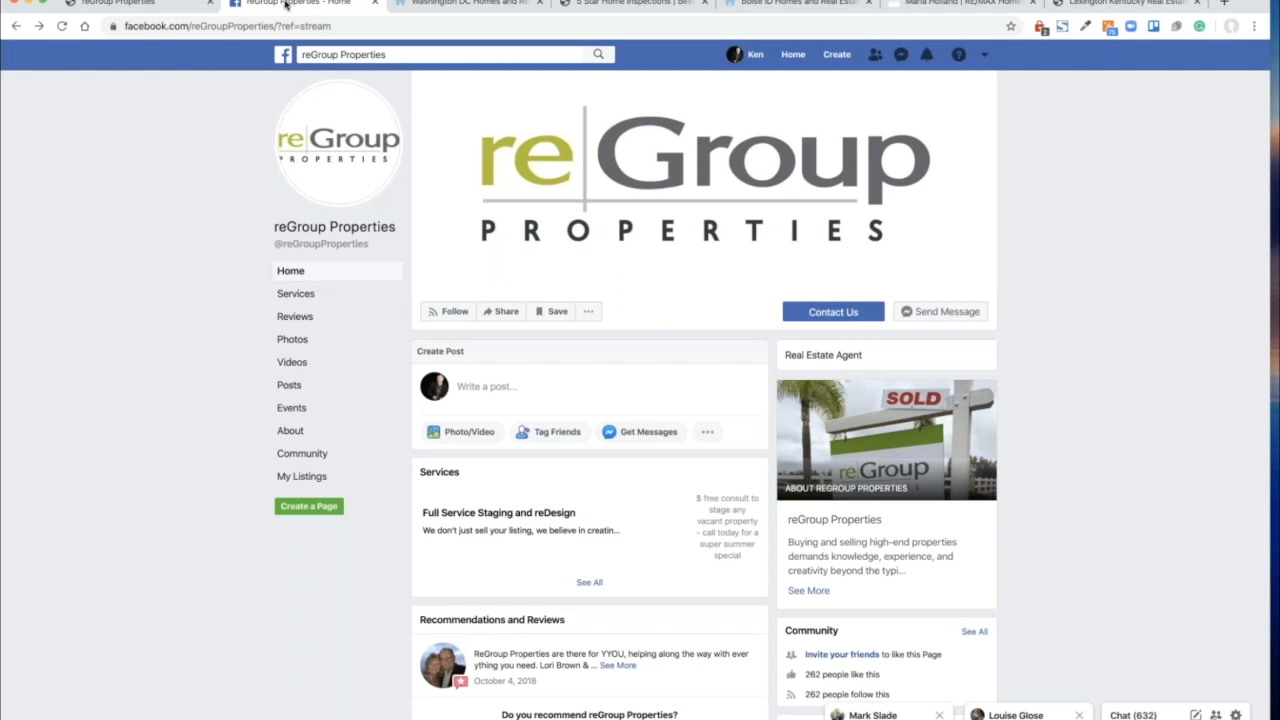 reGroup Properties
reGroup Properties - Home
Washington DC Homes and Re
5 Star Home Inspections | Bes
Boise ID Homes and Real Estate
Maria Holland | RE/MAX Home
Lexington Kentucky Real Estate
facebook.com/reGroupProperties/?ref=stream
reGroup Properties
Ken
Home
Create
re Group
PROPERTIES
re Group
PROPERTIES
reGroup Properties
@reGroupProperties
Home
Services
Reviews
Photos
Videos
Posts
Events
About
Community
My Listings
Create a Page
Follow
Share
Save
Contact Us
Send Message
Create Post
Write a post...
Photo/Video
Tag Friends
Get Messages
Services
Full Service Staging and reDesign
We don't just sell your listing, we believe in creatin...
$ free consult to
stage any
vacant property
- call today for a
super summer
special
See All
Recommendations and Reviews
ReGroup Properties are there for YYOU, helping along the way with ever
ything you need. Lori Brown & ... See More
October 4, 2018
Do you recommend reGroup Properties?
Real Estate Agent
SOLD
reGroup
ABOUT REGROUP PROPERTIES
reGroup Properties
Buying and selling high-end properties
demands knowledge, experience, and
creativity beyond the typi...
See More
Community
See All
Invite your friends to like this Page
262 people like this
262 people follow this
Mark Slade
Louise Glose
Chat (632)